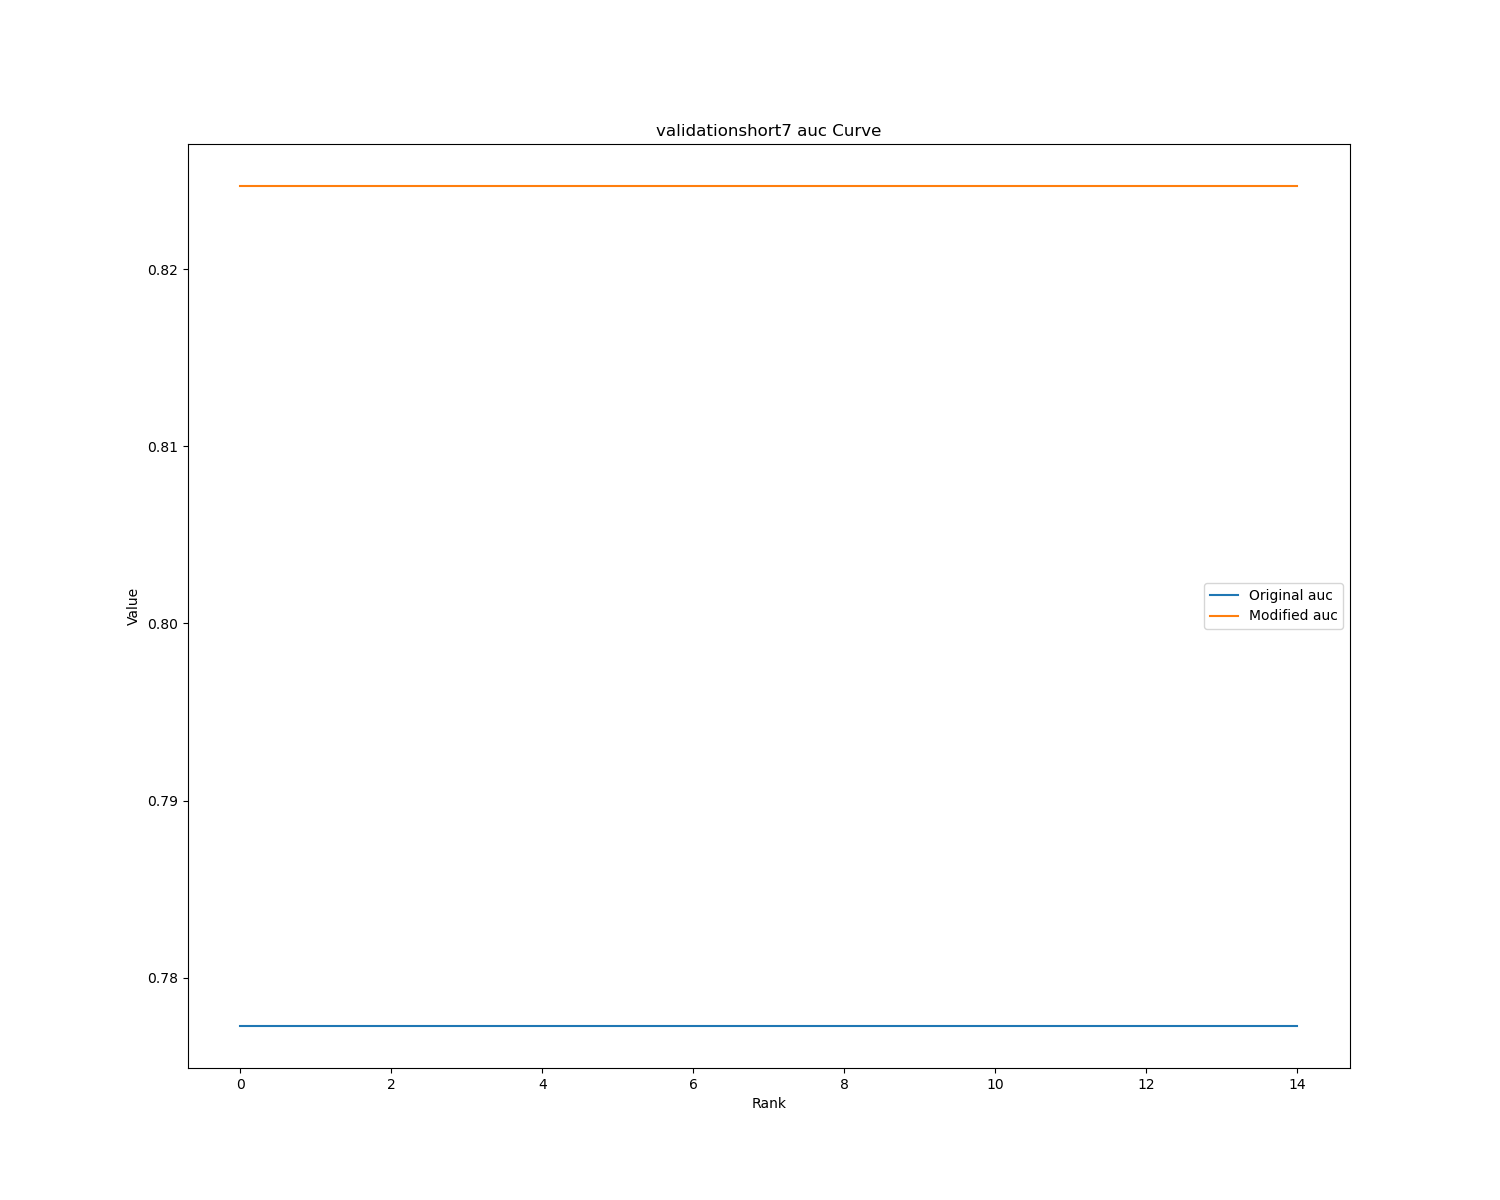 validationshort7 auc Curve
0.82
0.81
0.80
0.79
0.78
Value
Original auc
Modified auc
0 2 4 6 8 10 12 14
Rank